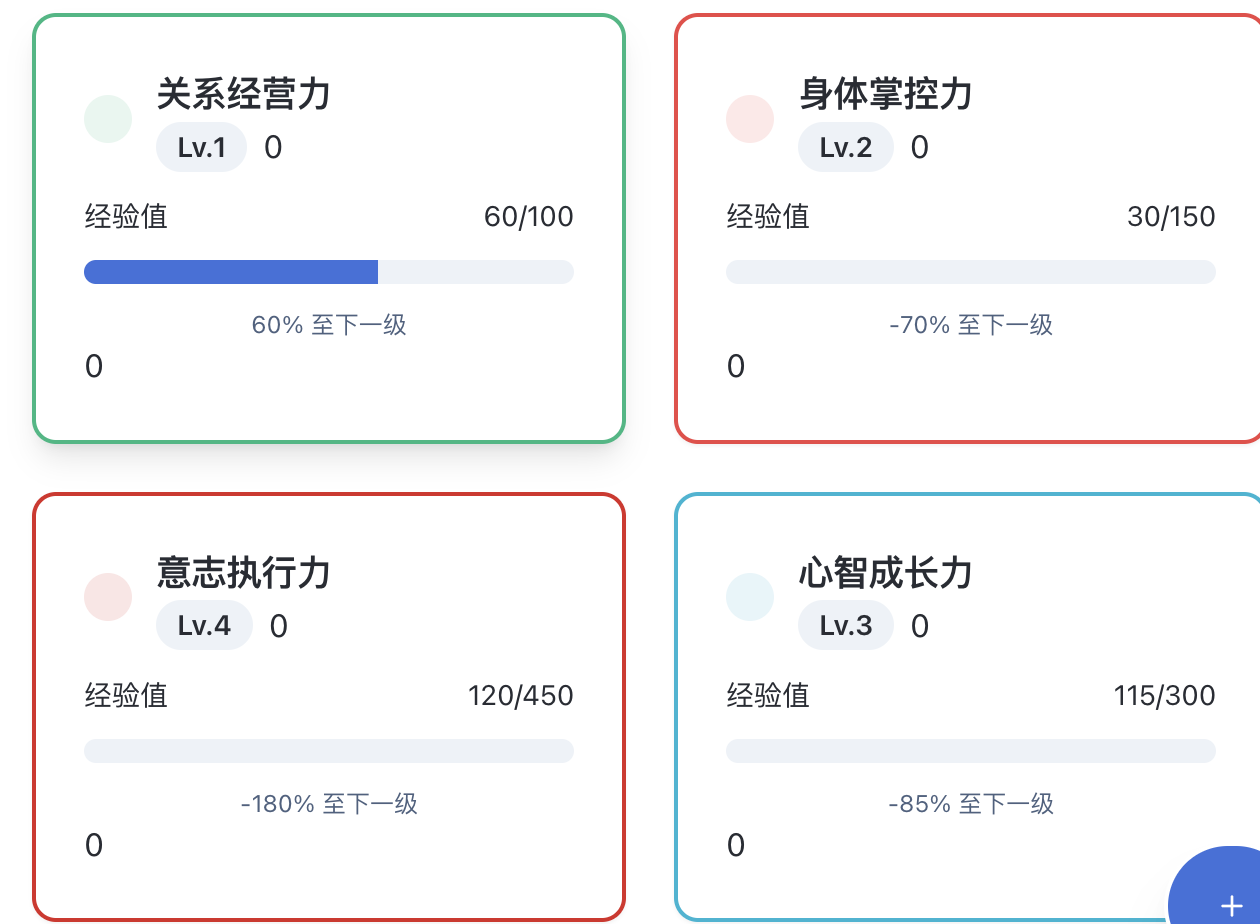 关系经营力
Lv.1 0
经验值 60/100
60% 至下一级
0
身体掌控力
Lv.2 0
经验值 30/150
-70% 至下一级
0
意志执行力
Lv.4 0
经验值 120/450
-180% 至下一级
0
心智成长力
Lv.3 0
经验值 115/300
-85% 至下一级
0
+